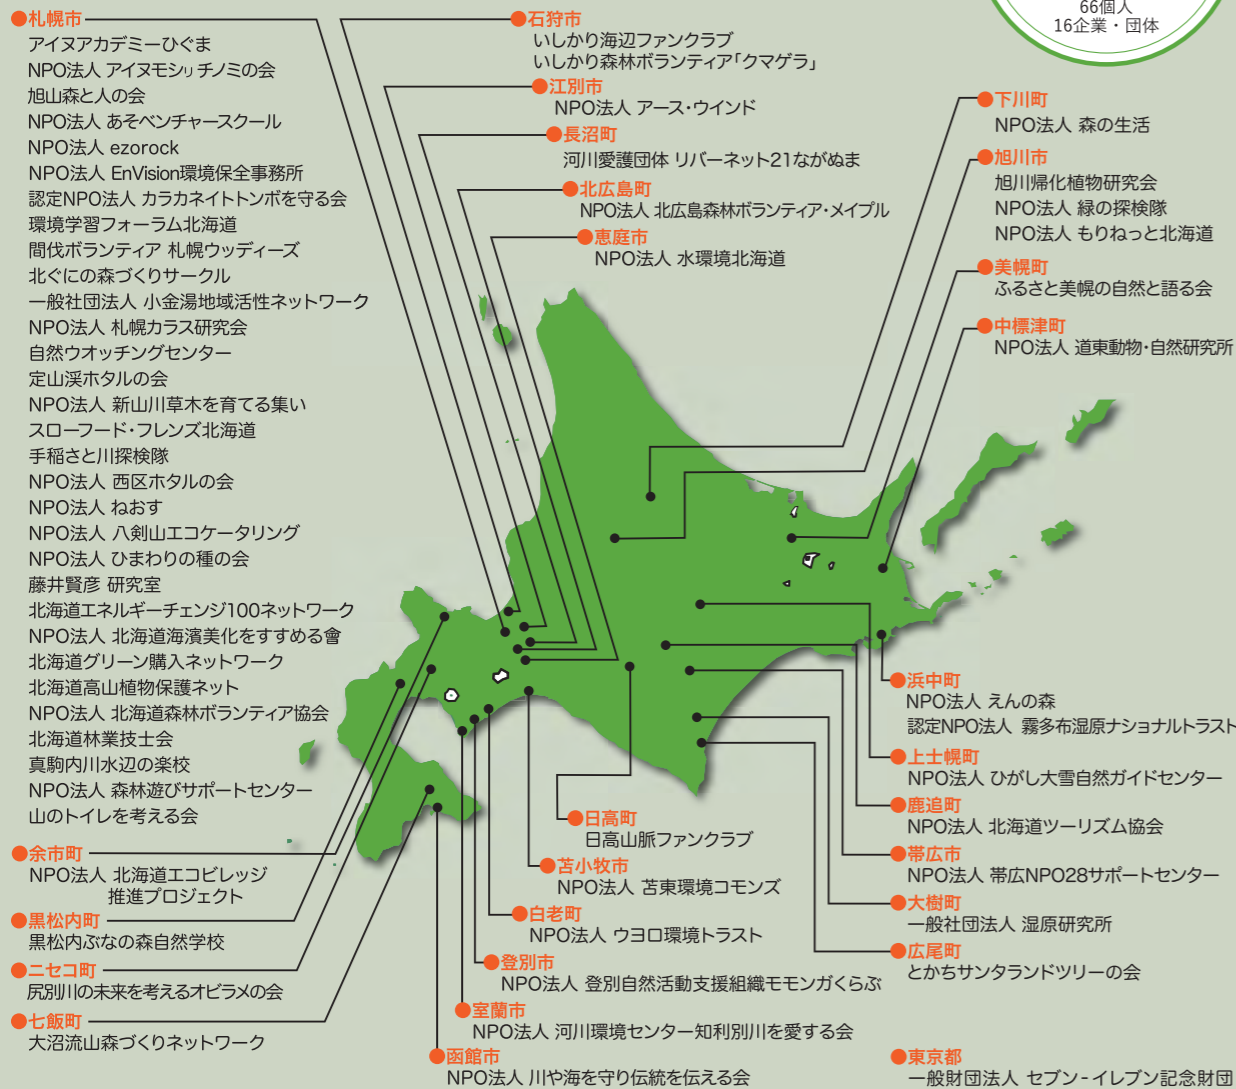 ●札幌市
アイヌアカデミーひぐま
NPO法人 アイヌモシㇼチノミの会
旭山森と人の会
NPO法人 あそベンチャースクール
NPO法人 ezorock
NPO法人 EnVision環境保全事務所
認定NPO法人 カラカネイトトンボを守る会
環境学習フォーラム北海道
間伐ボランティア 札幌ウッディーズ
北ぐにの森づくりサークル
一般社団法人 小金湯地域活性ネットワーク
NPO法人 札幌カラス研究会
自然ウオッチングセンター
定山渓ホタルの会
NPO法人 新山川草木を育てる集い
スローフード・フレンズ北海道
手稲さと川探検隊
NPO法人 西区ホタルの会
NPO法人 ねおす
NPO法人 八剣山エコケータリング
NPO法人 ひまわりの種の会
藤井賢彦 研究室
北海道エネルギーチェンジ100ネットワーク
NPO法人 北海道海濱美化をすすめる會
北海道グリーン購入ネットワーク
北海道高山植物保護ネット
NPO法人 北海道森林ボランティア協会
北海道林業技士会
真駒内川水辺の楽校
NPO法人 森林遊びサポートセンター
山のトイレを考える会
●余市町
NPO法人 北海道エコビレッジ
推進プロジェクト
●黒松内町
黒松内ぶなの森自然学校
●ニセコ町
尻別川の未来を考えるオビラメの会
●七飯町
大沼流山森づくりネットワーク
●石狩市
いしかり海辺ファンクラブ
いしかり森林ボランティア「クマゲラ」
●江別市
NPO法人 アース・ウインド
●長沼町
河川愛護団体 リバーネット21ながぬま
●北広島町
NPO法人 北広島森林ボランティア・メイプル
●恵庭市
NPO法人 水環境北海道
●日高町
日高山脈ファンクラブ
●苫小牧市
NPO法人 苫東環境コモンズ
●白老町
NPO法人 ウヨロ環境トラスト
●登別市
NPO法人 登別自然活動支援組織モモンガくらぶ
●室蘭市
NPO法人 河川環境センター知利別川を愛する会
●函館市
NPO法人 川や海を守り伝統を伝える会
66個人
16企業・団体
●下川町
NPO法人 森の生活
●旭川市
旭川帰化植物研究会
NPO法人 緑の探検隊
NPO法人 もりねっと北海道
●美幌町
ふるさと美幌の自然と語る会
●中標津町
NPO法人 道東動物・自然研究所
●浜中町
NPO法人 えんの森
認定NPO法人 霧多布湿原ナショナルトラスト
●上士幌町
NPO法人 ひがし大雪自然ガイドセンター
●鹿追町
NPO法人 北海道ツーリズム協会
●帯広市
NPO法人 帯広NPO28サポートセンター
●大樹町
一般社団法人 湿原研究所
●広尾町
とかちサンタランドツリーの会
●東京都
一般財団法人 セブン-イレブン記念財団